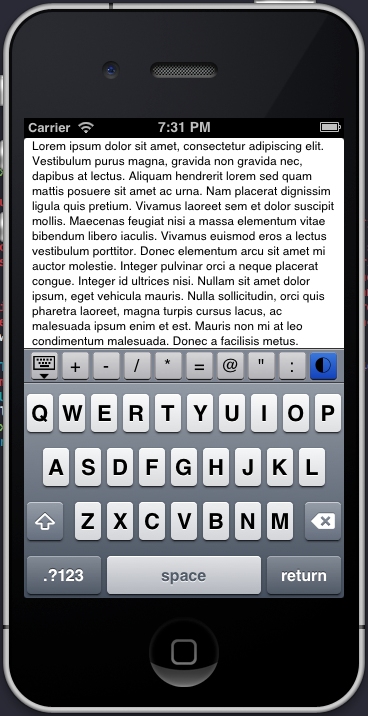 Carrier 7:31 PM
Lorem ipsum dolor sit amet, consectetur adipiscing elit.
Vestibulum purus magna, gravida non gravida nec,
dapibus at lectus. Aliquam hendrerit lorem sed quam
mattis posuere sit amet ac urna. Nam placerat dignissim
ligula quis pretium. Vivamus laoreet sem et dolor suscipit
mollis. Maecenas feugiat nisi a massa elementum vitae
bibendum libero iaculis. Vivamus euismod eros a lectus
vestibulum porttitor. Donec elementum arcu sit amet mi
auctor molestie. Integer pulvinar orci a neque placerat
congue. Integer id ultrices nisi. Nullam sit amet dolor
ipsum, eget vehicula mauris. Nulla sollicitudin, orci quis
pharetra laoreet, magna turpis cursus lacus, ac
malesuada ipsum enim et est. Mauris non mi at leo
condimentum malesuada. Donec a facilisis metus.
+ - / * = @ " :
Q W E R T Y U I O P
A S D F G H J K L
Z X C V B N M
.?123 space return